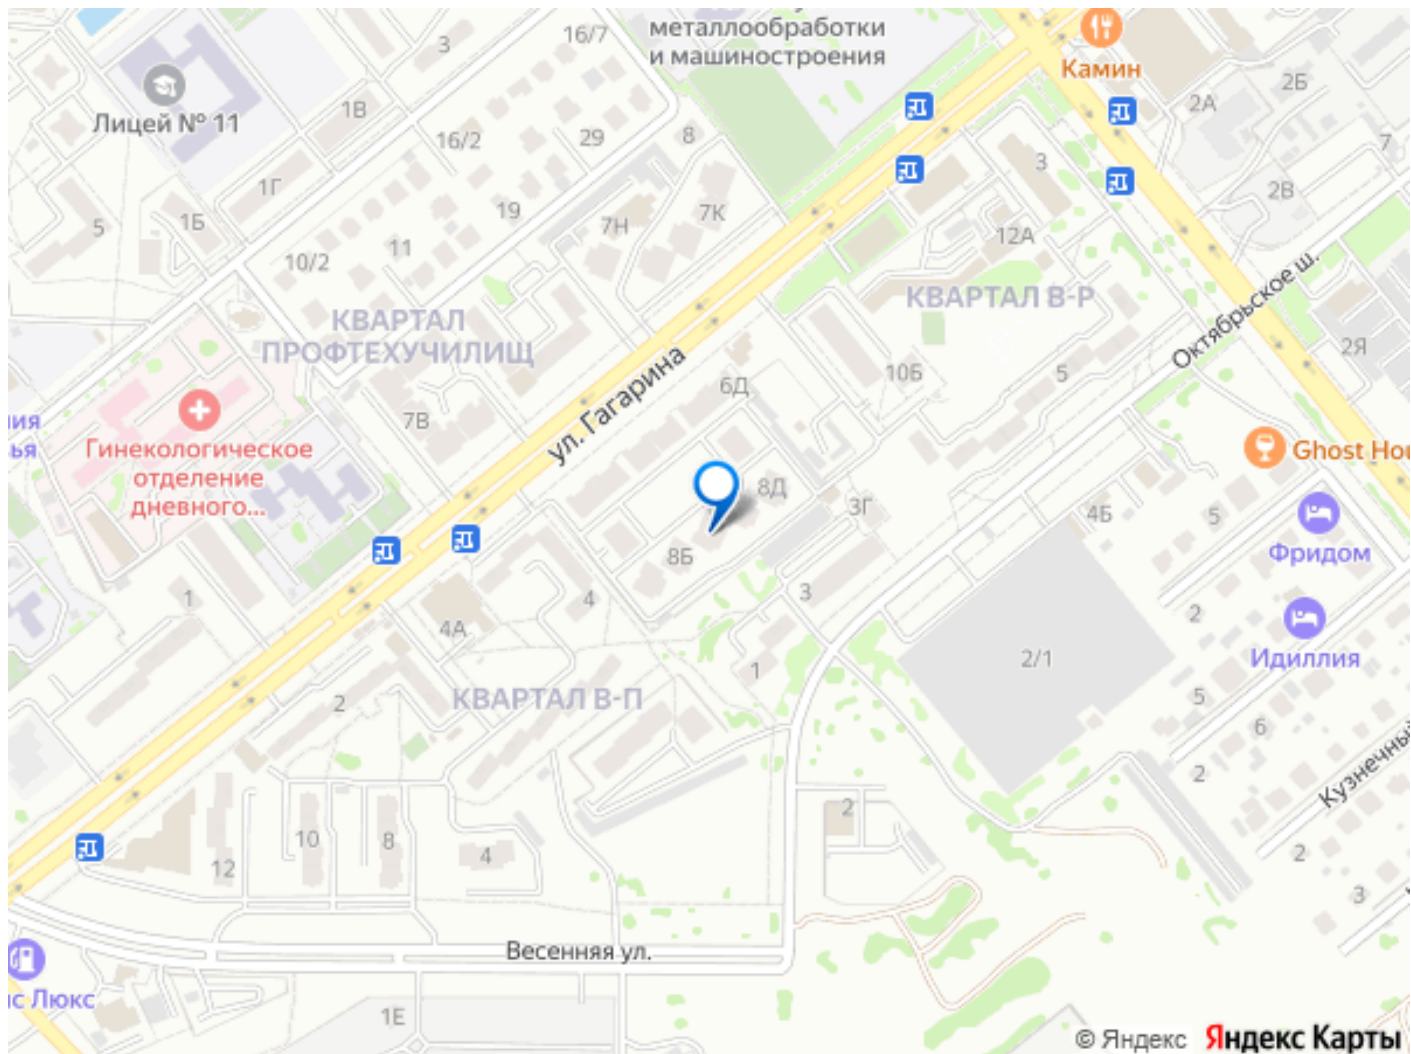 металлообработки
и машиностроения
Камин
Лицей № 11
16/7
3
1В
16/2
29
8
2Б
2А
7
2В
1Г
1Б
5
19
7Н
7К
3
12А
11
10/2
КВАРТАЛ
ПРОФТЕХУЧИЛИЩ
КВАРТАЛ В-Р
Октябрьское ш.
2Я
ул. Гагарина
6Д
10Б
5
7В
ия
ья
Гинекологическое
отделение
дневного...
Ghost Hou
8Д
3Г
4Б
5
Фридом
8Б
4
3
1
2
4А
Идиллия
2/1
1
КВАРТАЛ В-П
2
5
6
2
Кузнечный
2
10
8
4
12
2
3
Весенняя ул.
с Люкс
1Е
© Яндекс Яндекс Карты